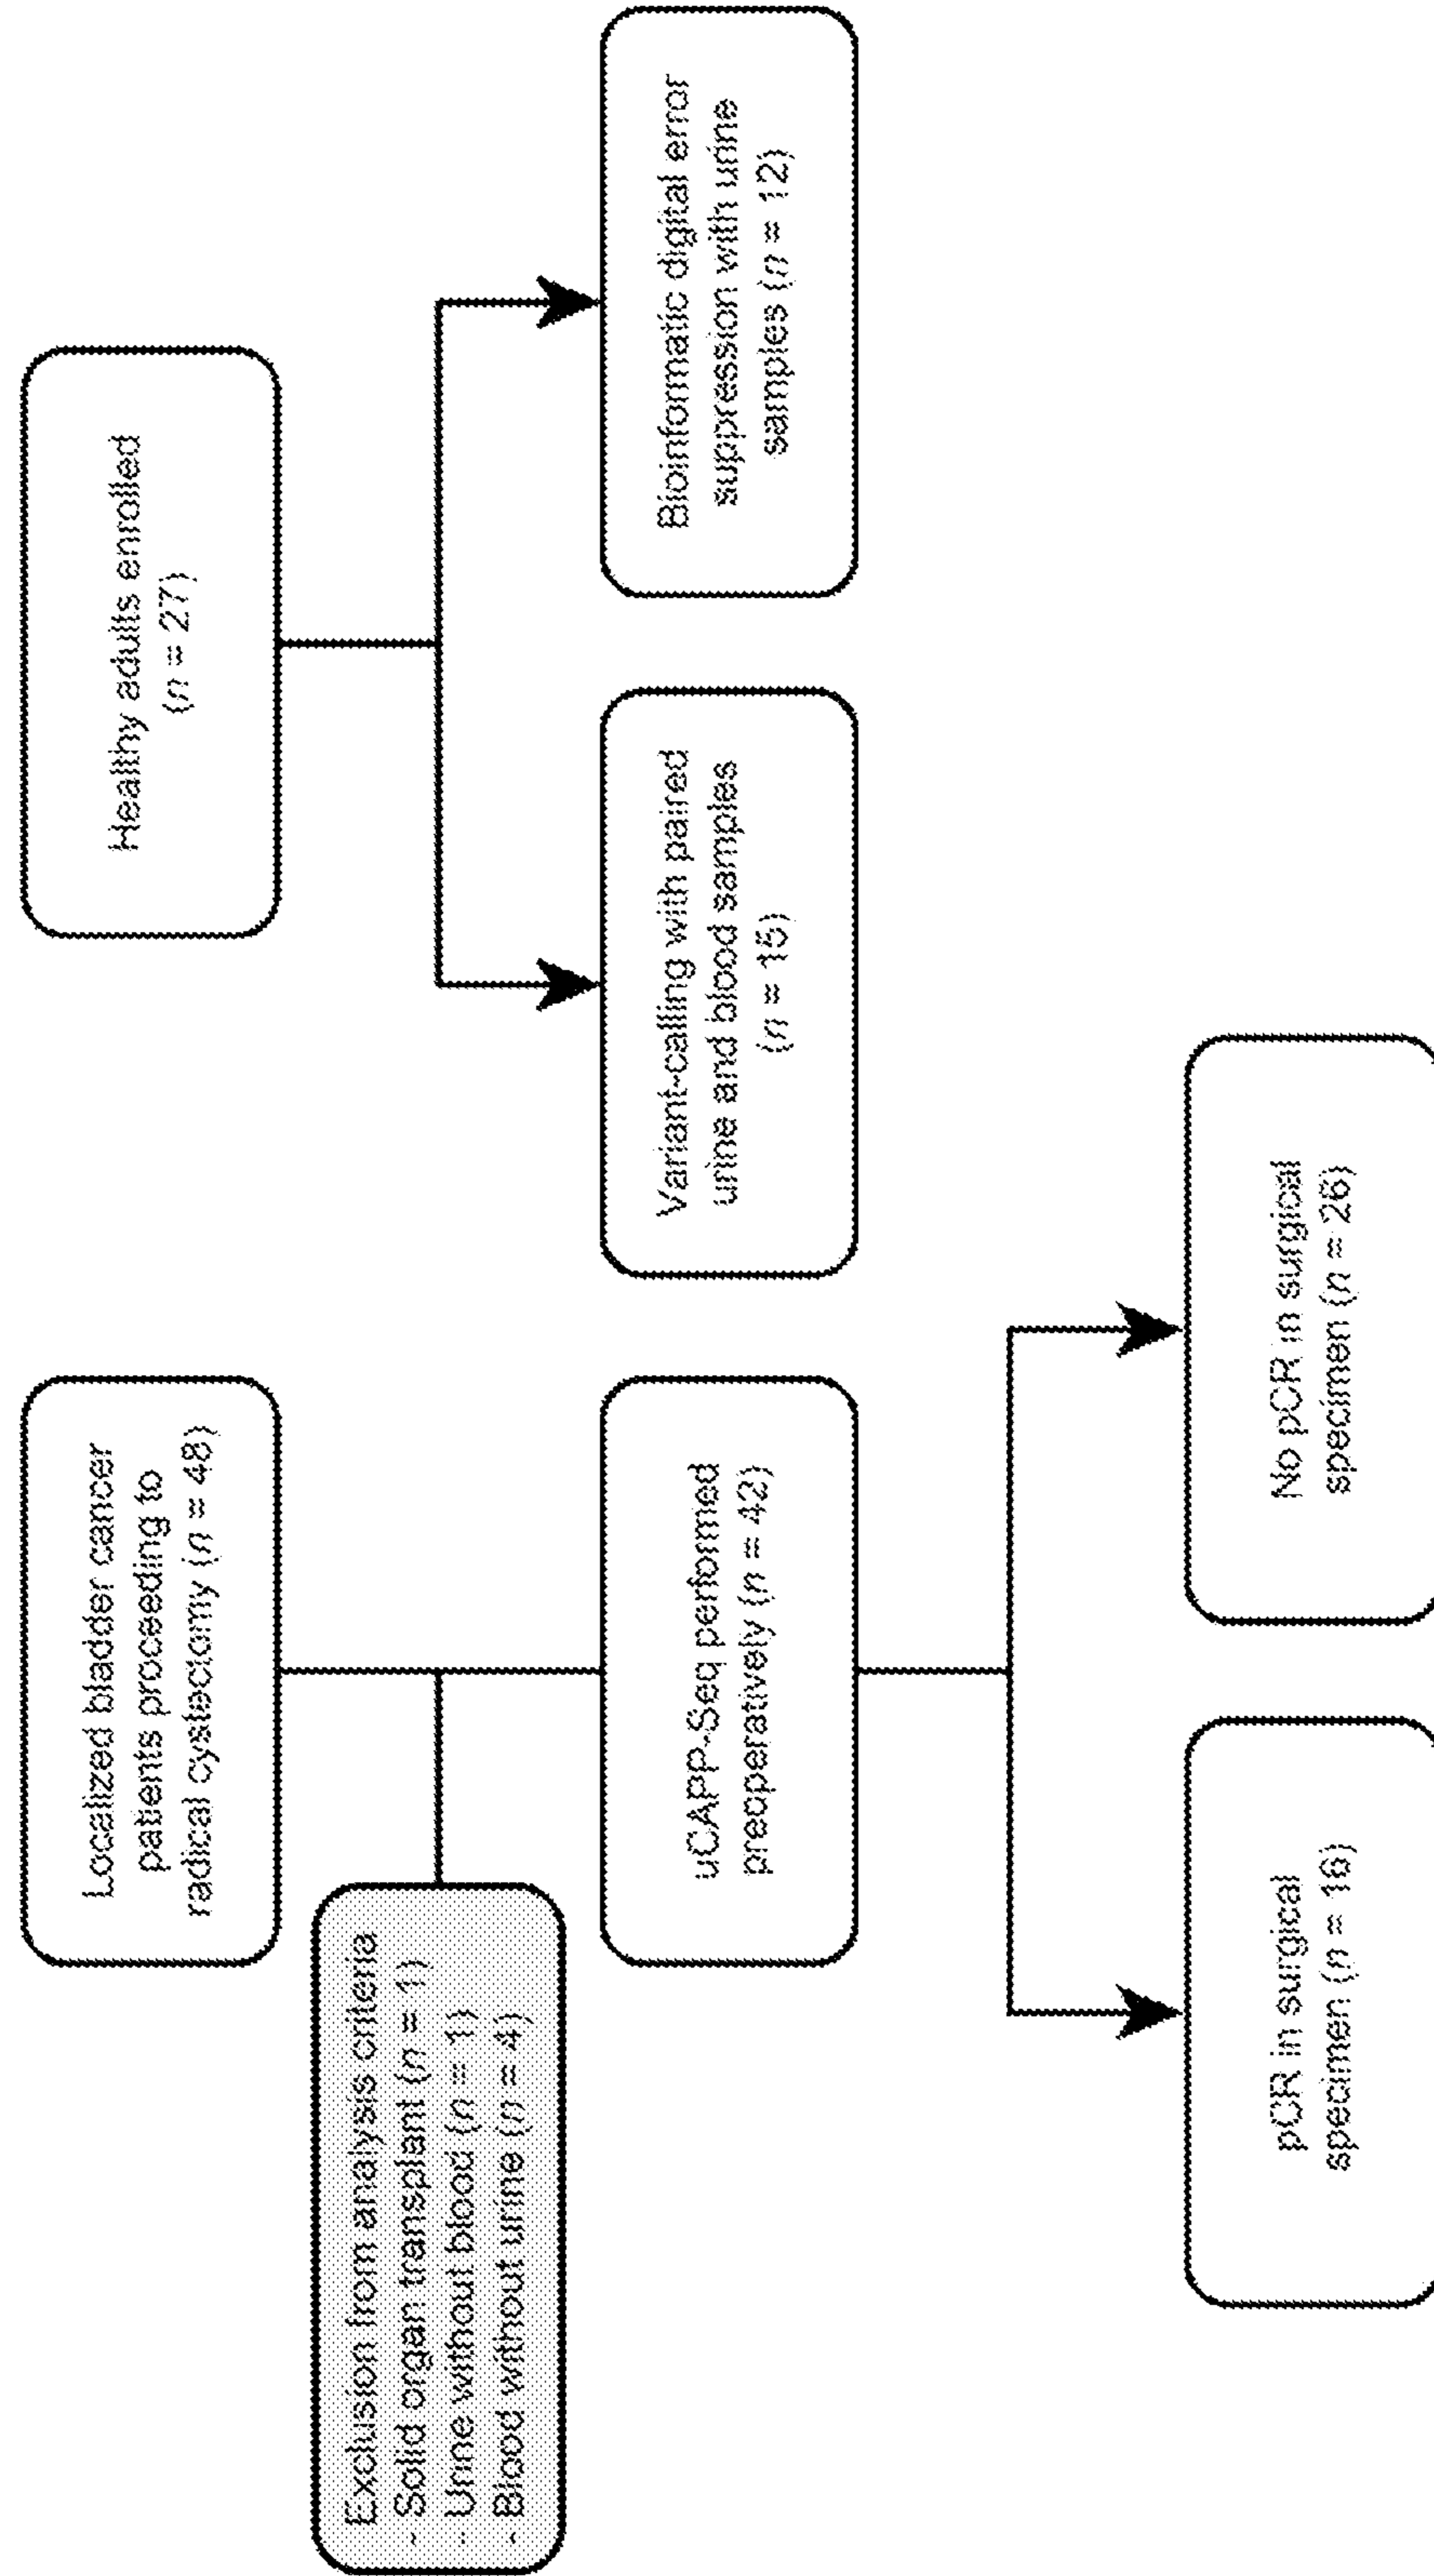 Localized bladder cancer
patients proceeding to
radical cystectomy (n = 48)
Exclusion from analysis criteria
- Solid organ transplant (n = 1)
- Urine without blood (n = 1)
- Blood without urine (n = 4)
uCAPP-Seq performed
preoperatively (n = 42)
pCR in surgical
specimen (n = 16)
No pCR in surgical
specimen (n = 26)
Healthy adults enrolled
(n = 27)
Variant-calling with paired
urine and blood samples
(n = 15)
Bioinformatic digital error
suppression with urine
samples (n = 12)